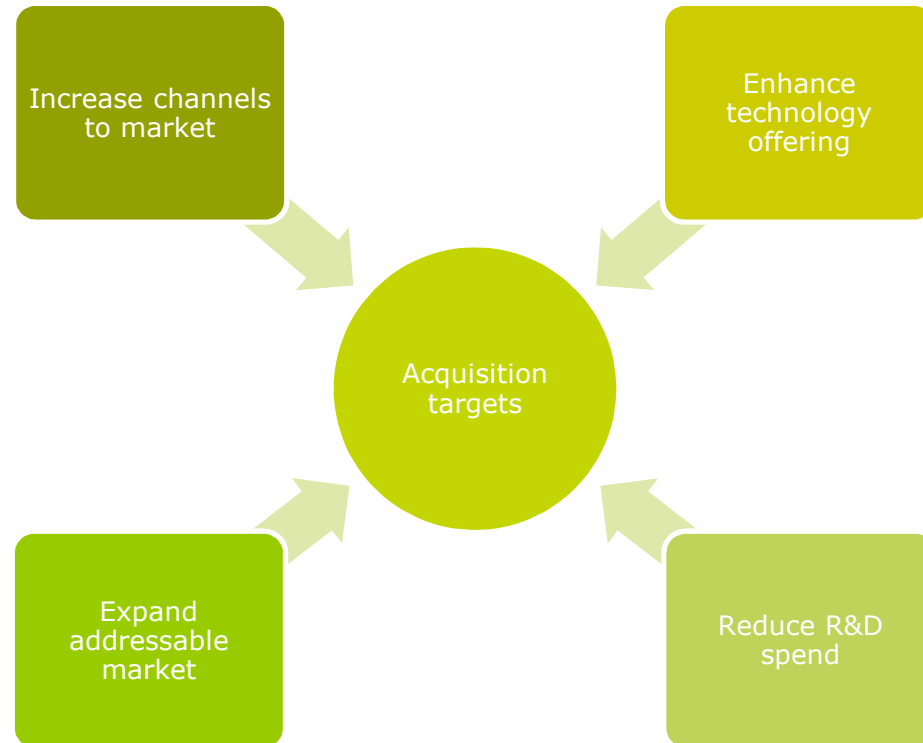 Increase channels
to market
Enhance
technology
offering
Acquisition
targets
Expand
addressable
market
Reduce R&D
spend